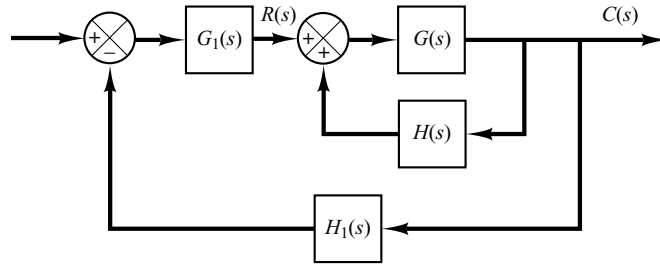 R(s) C(s)
+ − G₁(s) + + G(s)
H(s)
H₁(s)